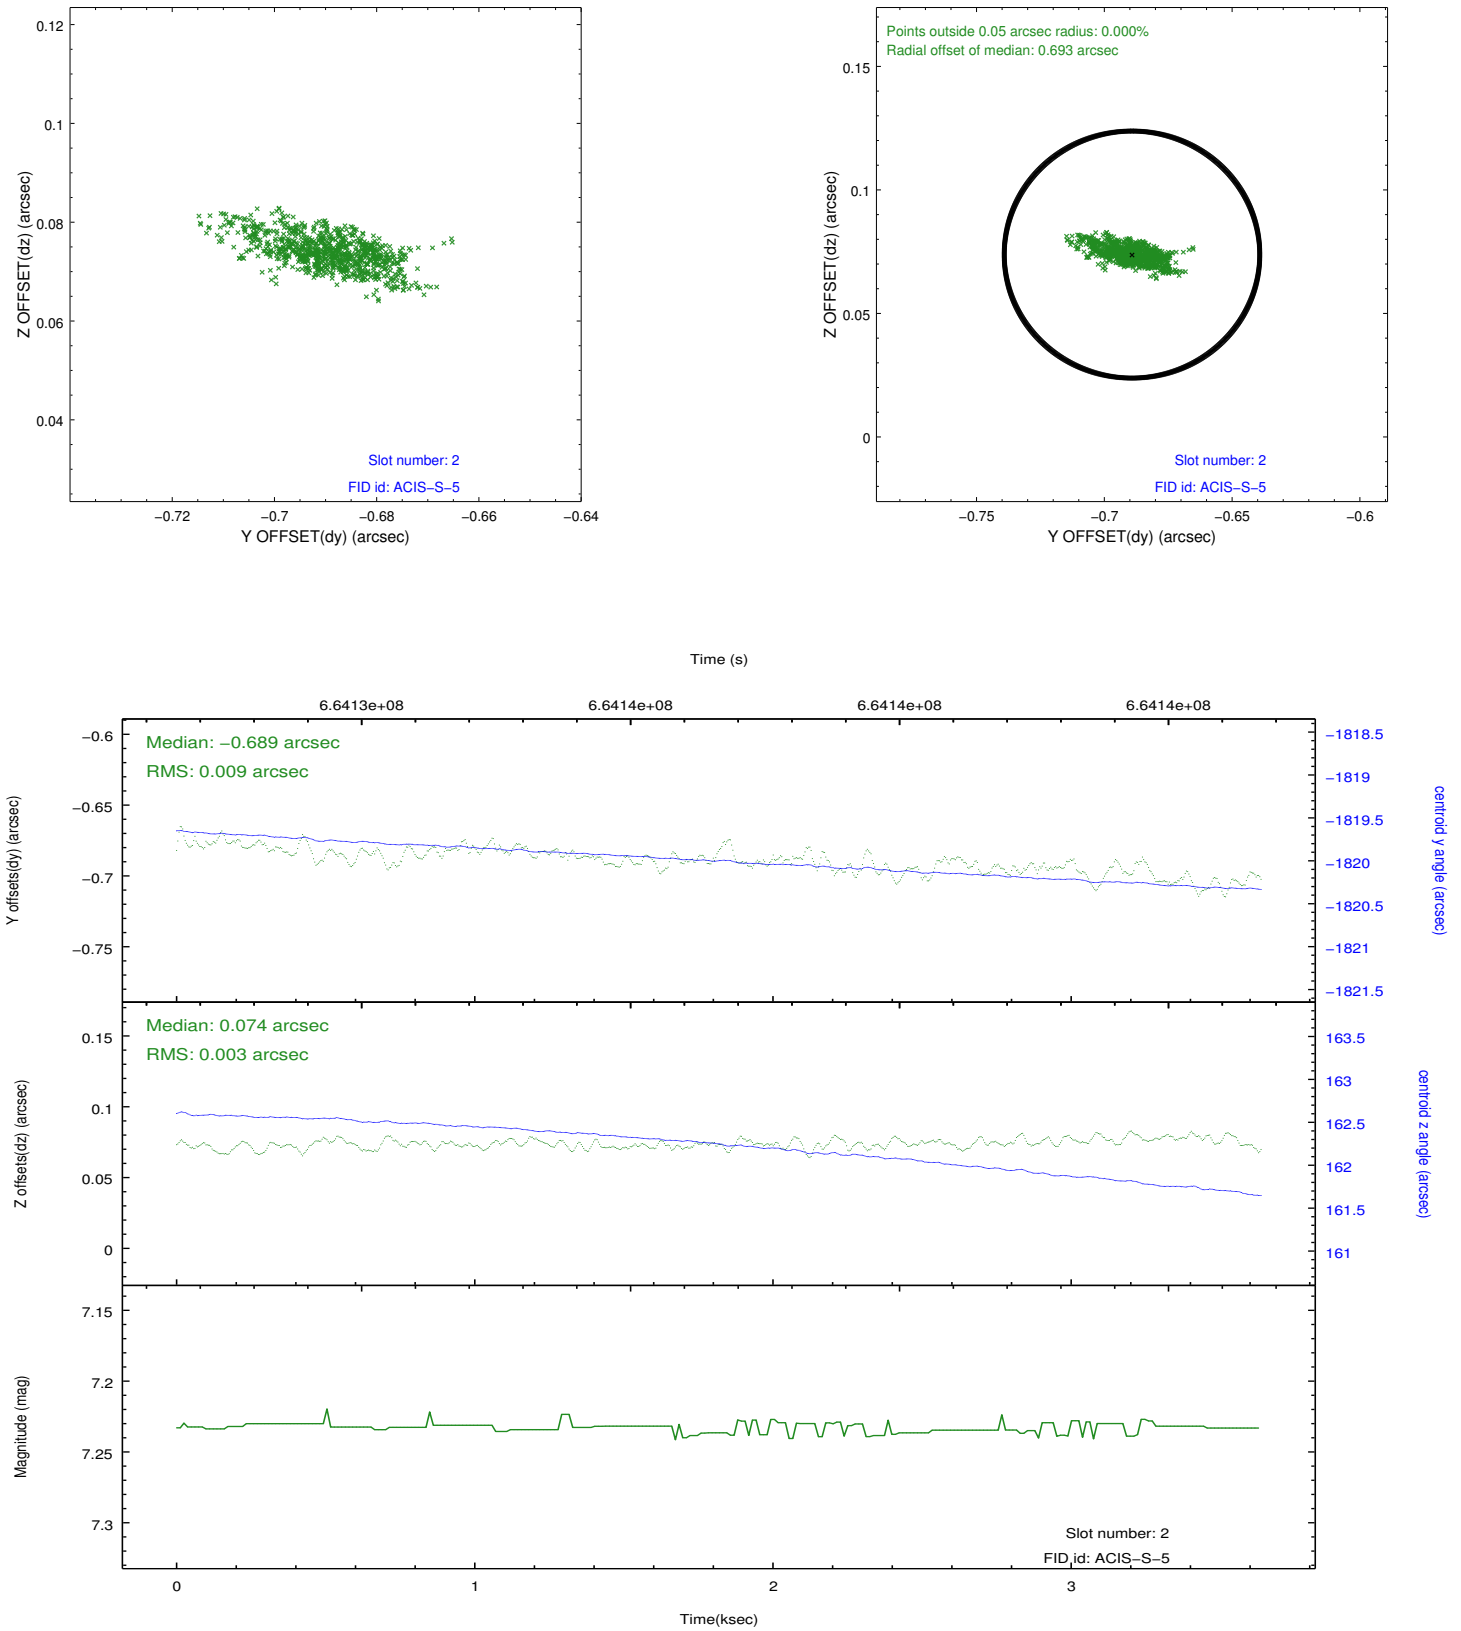 0.12
0.1
0.08
0.06
0.04
Z OFFSET(dz) (arcsec)
Slot number: 2
FID id: ACIS−S−5
−0.72
−0.7
−0.68
−0.66
−0.64
Y OFFSET(dy) (arcsec)
Points outside 0.05 arcsec radius: 0.000%
Radial offset of median: 0.693 arcsec
0.15
0.1
0.05
0
Z OFFSET(dz) (arcsec)
Slot number: 2
FID id: ACIS−S−5
−0.75
−0.7
−0.65
−0.6
Y OFFSET(dy) (arcsec)
Time (s)
6.6413e+08
6.6414e+08
6.6414e+08
6.6414e+08
Median: −0.689 arcsec
RMS: 0.009 arcsec
−0.6
−0.65
−0.7
−0.75
Y offsets(dy) (arcsec)
−1818.5
−1819
−1819.5
−1820
−1820.5
−1821
−1821.5
centroid y angle (arcsec)
Median: 0.074 arcsec
RMS: 0.003 arcsec
0.15
0.1
0.05
0
Z offsets(dz) (arcsec)
163.5
163
162.5
162
161.5
161
centroid z angle (arcsec)
7.15
7.2
7.25
7.3
Magnitude (mag)
Slot number: 2
FID id: ACIS−S−5
0
1
2
3
Time(ksec)